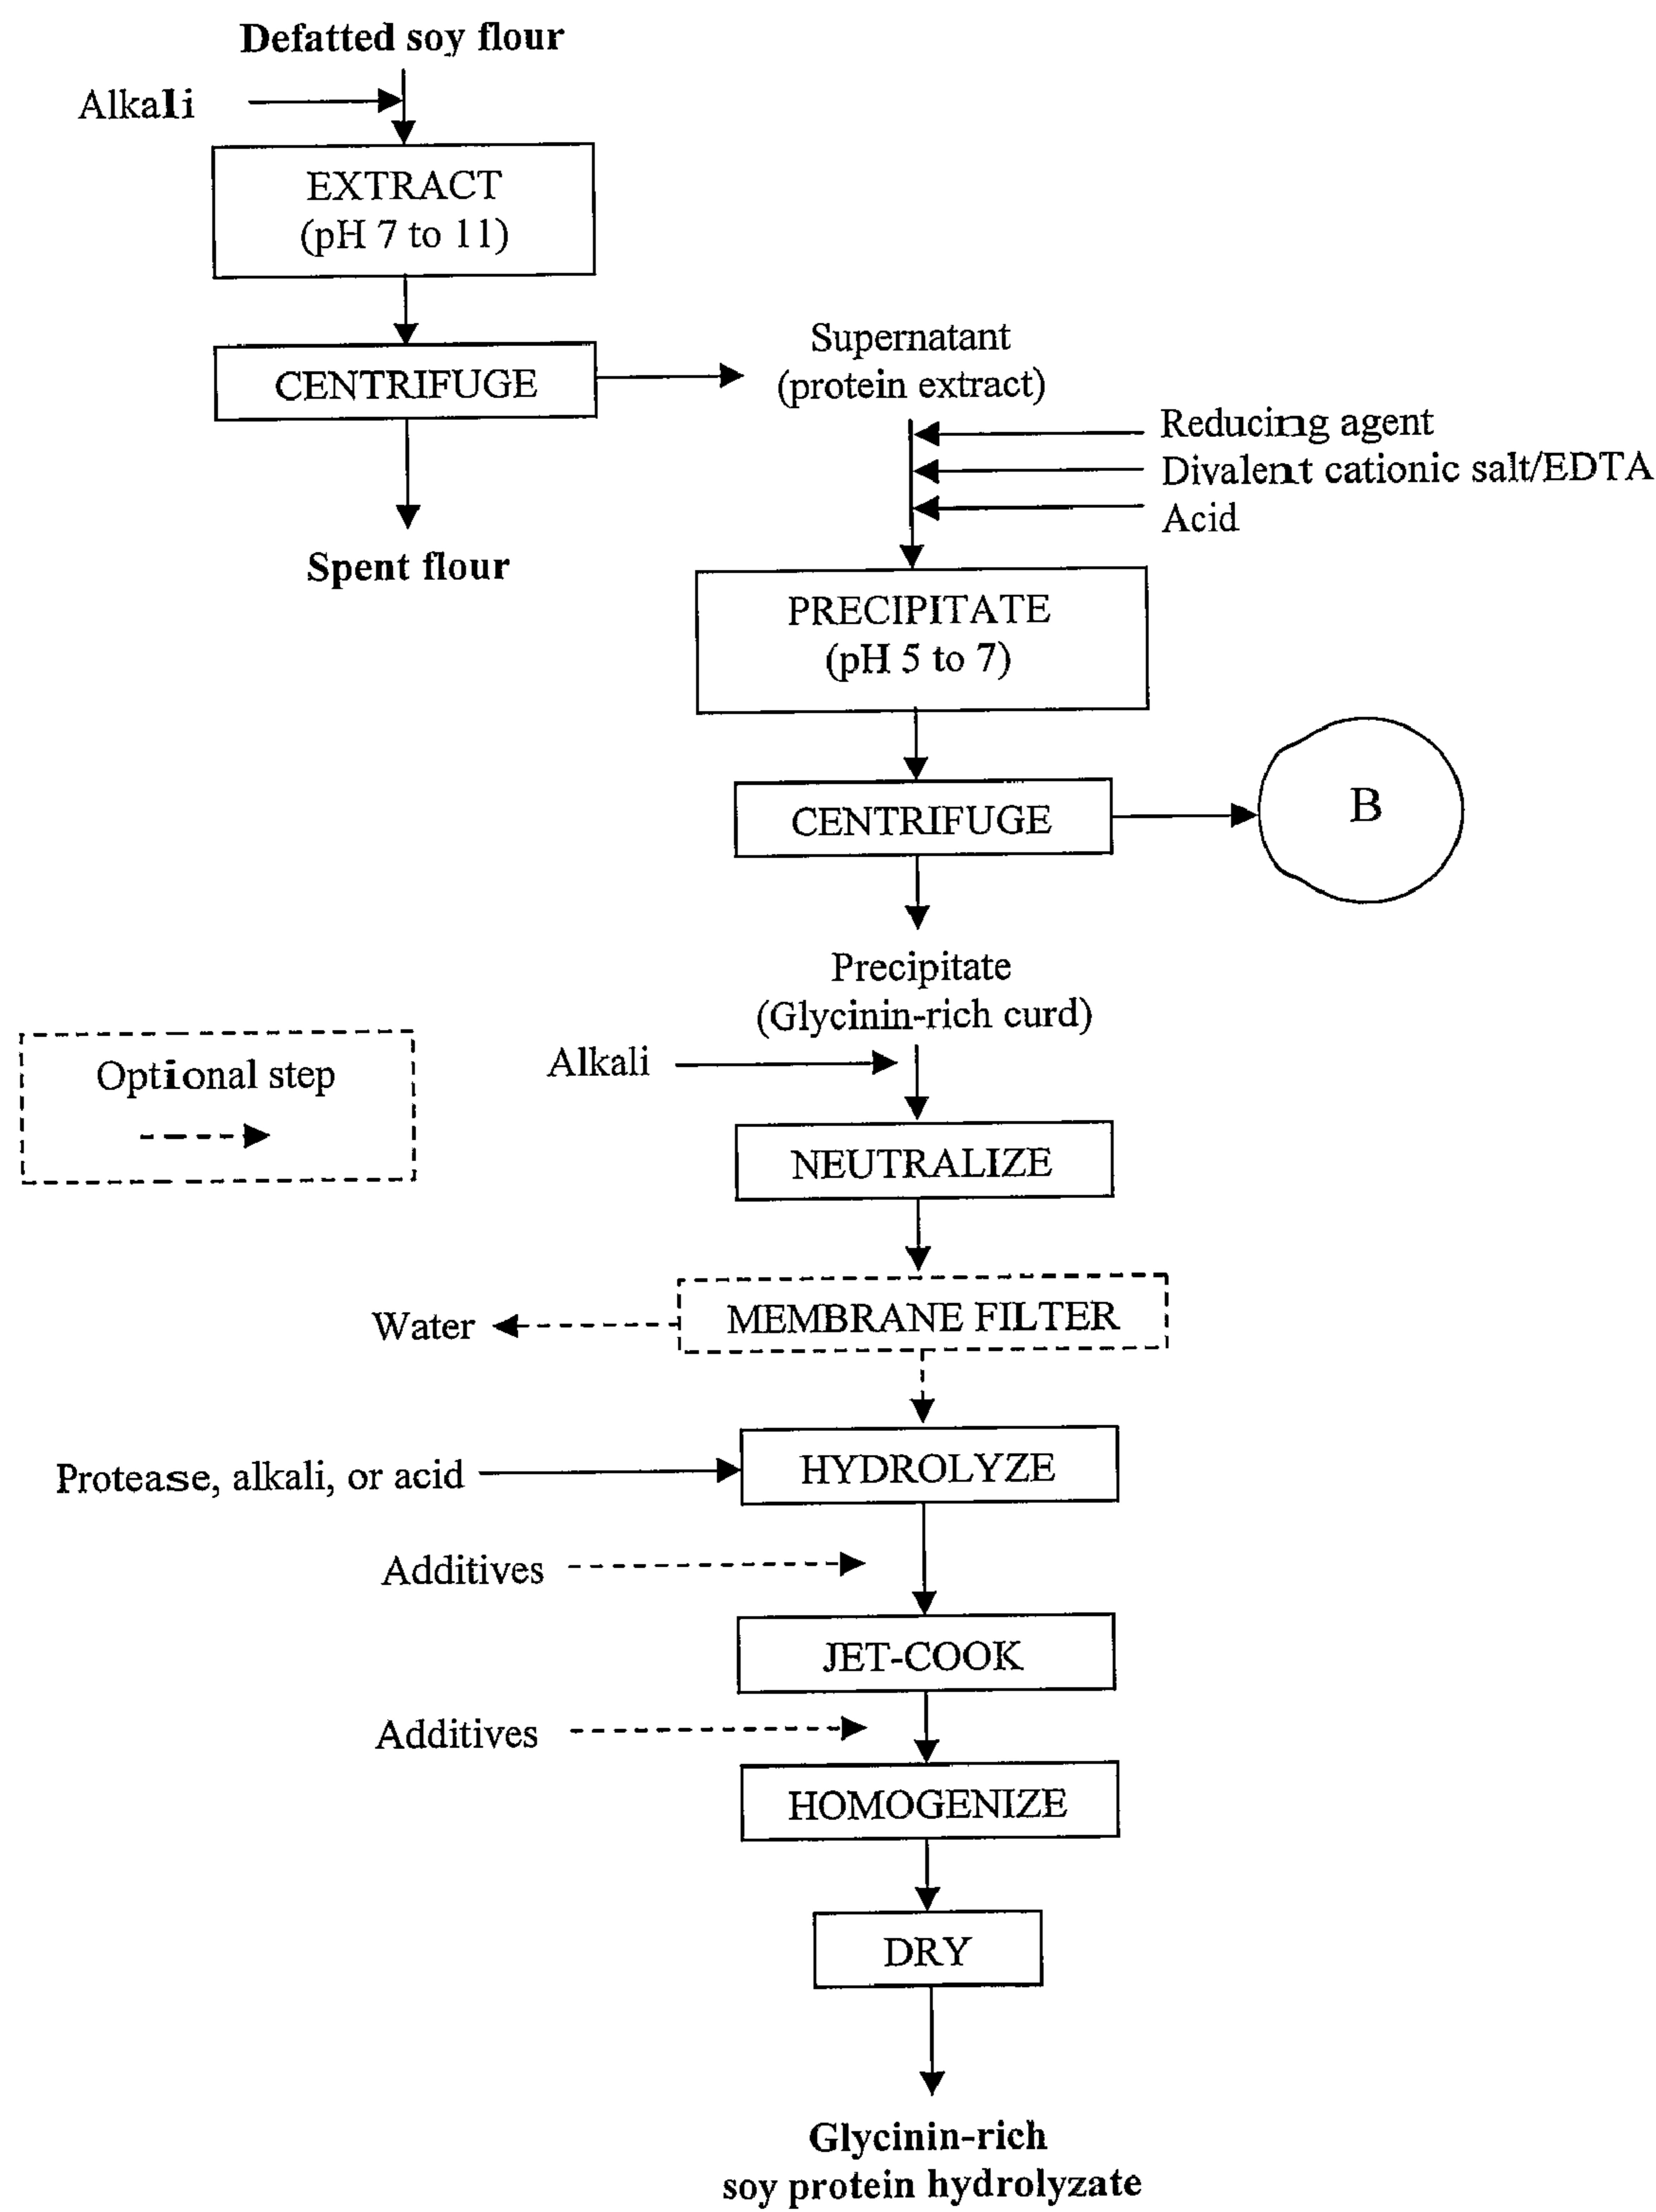 Defatted soy flour
Alkali
EXTRACT
(pH 7 to 11)
CENTRIFUGE
Supernatant
(protein extract)
Reducing agent
Divalent cationic salt/EDTA
Acid
Spent flour
PRECIPITATE
(pH 5 to 7)
CENTRIFUGE
B
Precipitate
(Glycinin-rich curd)
Optional step
Alkali
NEUTRALIZE
MEMBRANE FILTER
Water
HYDROLYZE
Protease, alkali, or acid
Additives
JET-COOK
Additives
HOMOGENIZE
DRY
Glycinin-rich
soy protein hydrolyzate